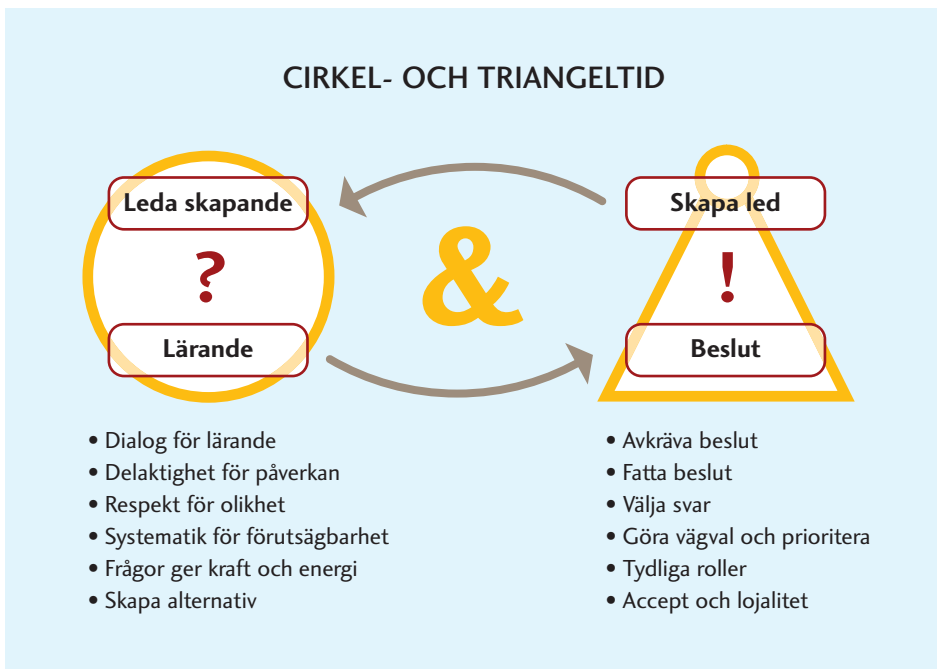 CIRKEL- OCH TRIANGELTID
Leda skapande
?
Lärande
&
Skapa led
!
Beslut
• Dialog för lärande
• Delaktighet för påverkan
• Respekt för olikhet
• Systematik för förutsägbarhet
• Frågor ger kraft och energi
• Skapa alternativ
• Avkräva beslut
• Fatta beslut
• Välja svar
• Göra vägval och prioritera
• Tydliga roller
• Accept och lojalitet